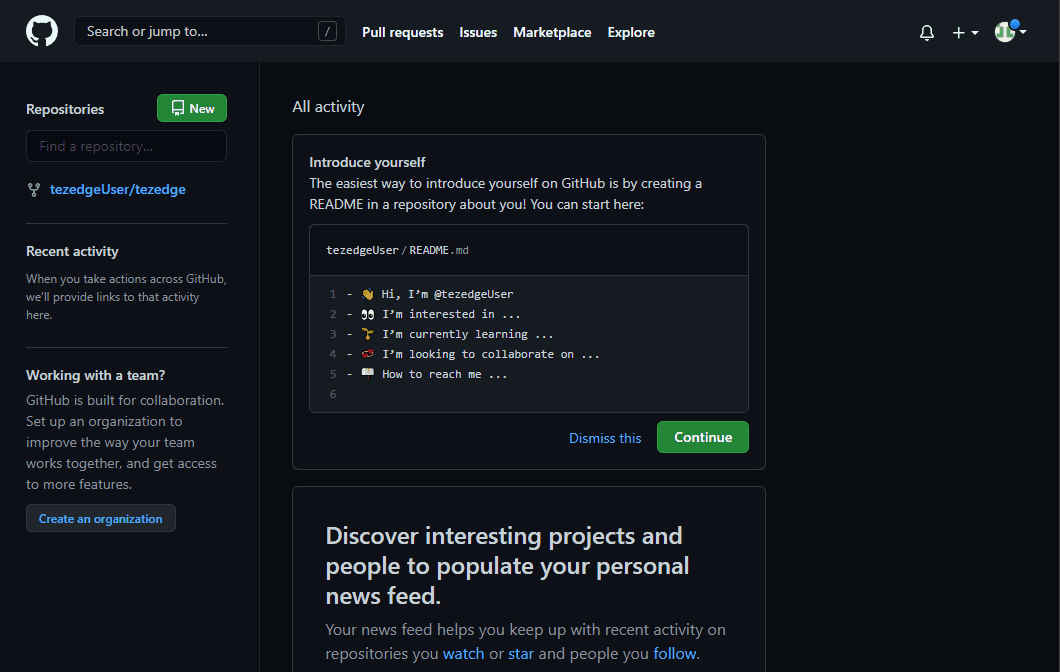 Search or jump to... /
Pull requests Issues Marketplace Explore
Repositories
New
Find a repository...
tezedgeUser/tezedge
Recent activity
When you take actions across GitHub,
we'll provide links to that activity
here.
Working with a team?
GitHub is built for collaboration.
Set up an organization to
improve the way your team
works together, and get access
to more features.
Create an organization
All activity
Introduce yourself
The easiest way to introduce yourself on GitHub is by creating a
README in a repository about you! You can start here:
tezedgeUser/README.md
1 - 👋 Hi, I’m @tezedgeUser
2 - 👀 I’m interested in ...
3 - 🌱 I’m currently learning ...
4 - 💞️ I’m looking to collaborate on ...
5 - 📫 How to reach me ...
6
Dismiss this
Continue
Discover interesting projects and
people to populate your personal
news feed.
Your news feed helps you keep up with recent activity on
repositories you watch or star and people you follow.